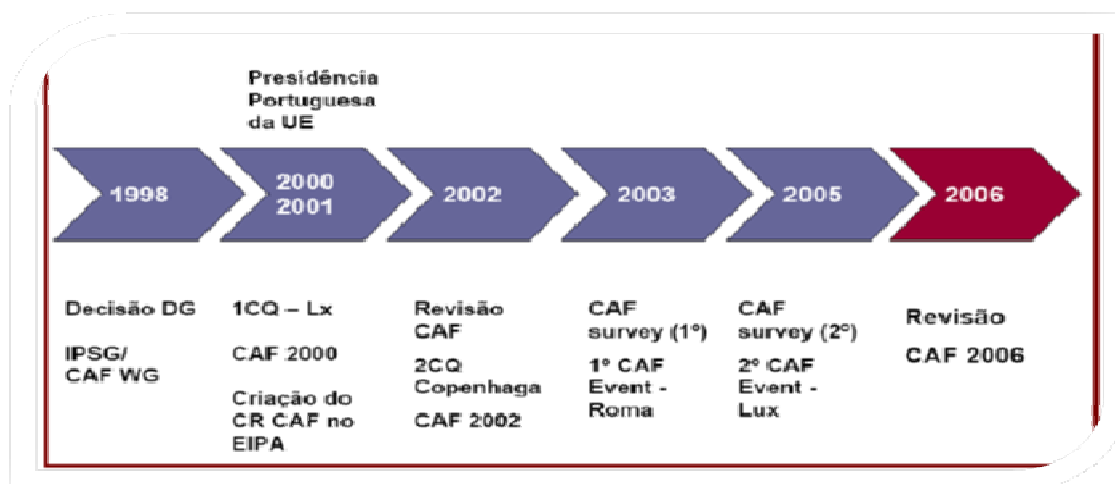 Presidência
Portuguesa
da UE
1998
2000
2001
2002
2003
2005
2006
Decisão DG
IPSG/
CAF WG
1CQ – Lx
CAF 2000
Criação do
CR CAF no
EIPA
Revisão
CAF
2CQ
Copenhaga
CAF 2002
CAF
survey (1º)
1º CAF
Event -
Roma
CAF
survey (2º)
2º CAF
Event -
Lux
Revisão
CAF 2006